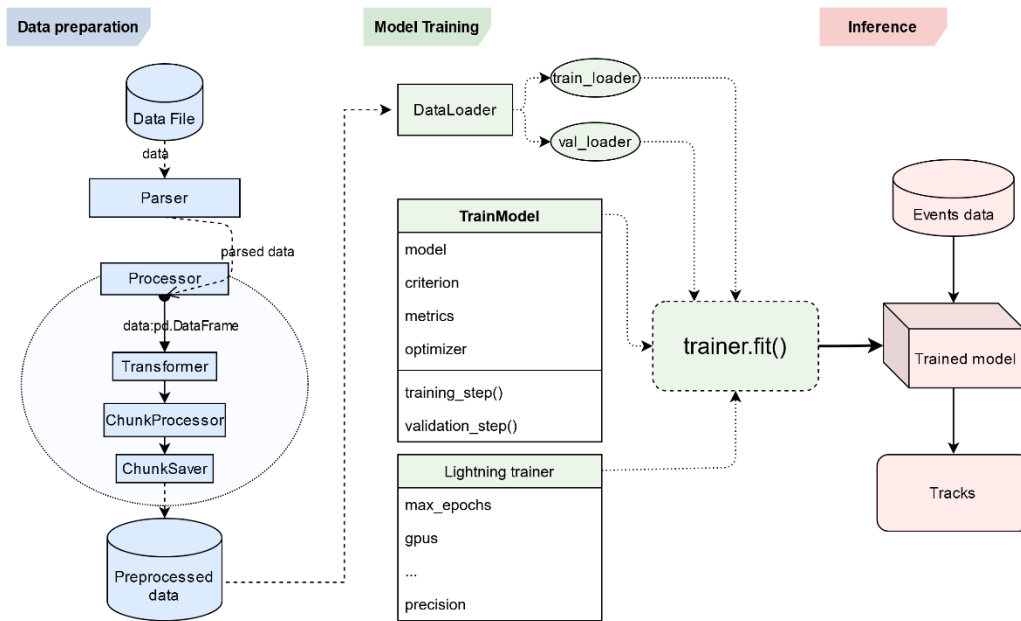 Data preparation
Model Training
Inference
Data File
data
Parser
parsed data
Processor
data:pd.DataFrame
Transformer
ChunkProcessor
ChunkSaver
Preprocessed
data
DataLoader
train_loader
val_loader
TrainModel
model
criterion
metrics
optimizer
training_step()
validation_step()
Lightning trainer
max_epochs
gpus
...
precision
trainer.fit()
Events data
Trained model
Tracks